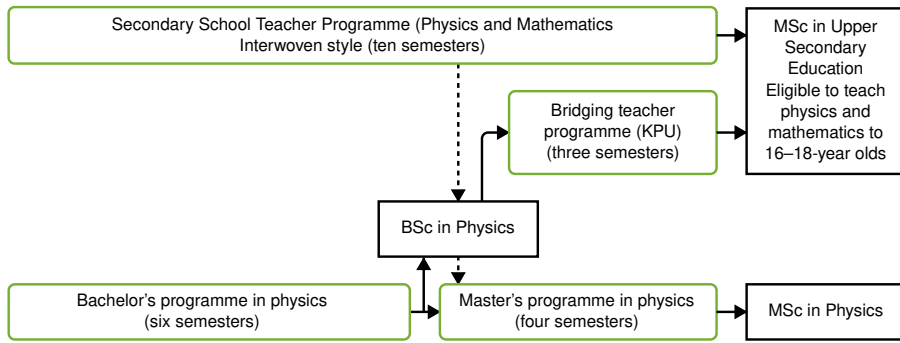 Secondary School Teacher Programme (Physics and Mathematics
Interwoven style (ten semesters)
MSc in Upper
Secondary
Education
Eligible to teach
physics and
mathematics to
16–18-year olds
Bridging teacher
programme (KPU)
(three semesters)
BSc in Physics
Bachelor's programme in physics
(six semesters)
Master's programme in physics
(four semesters)
MSc in Physics